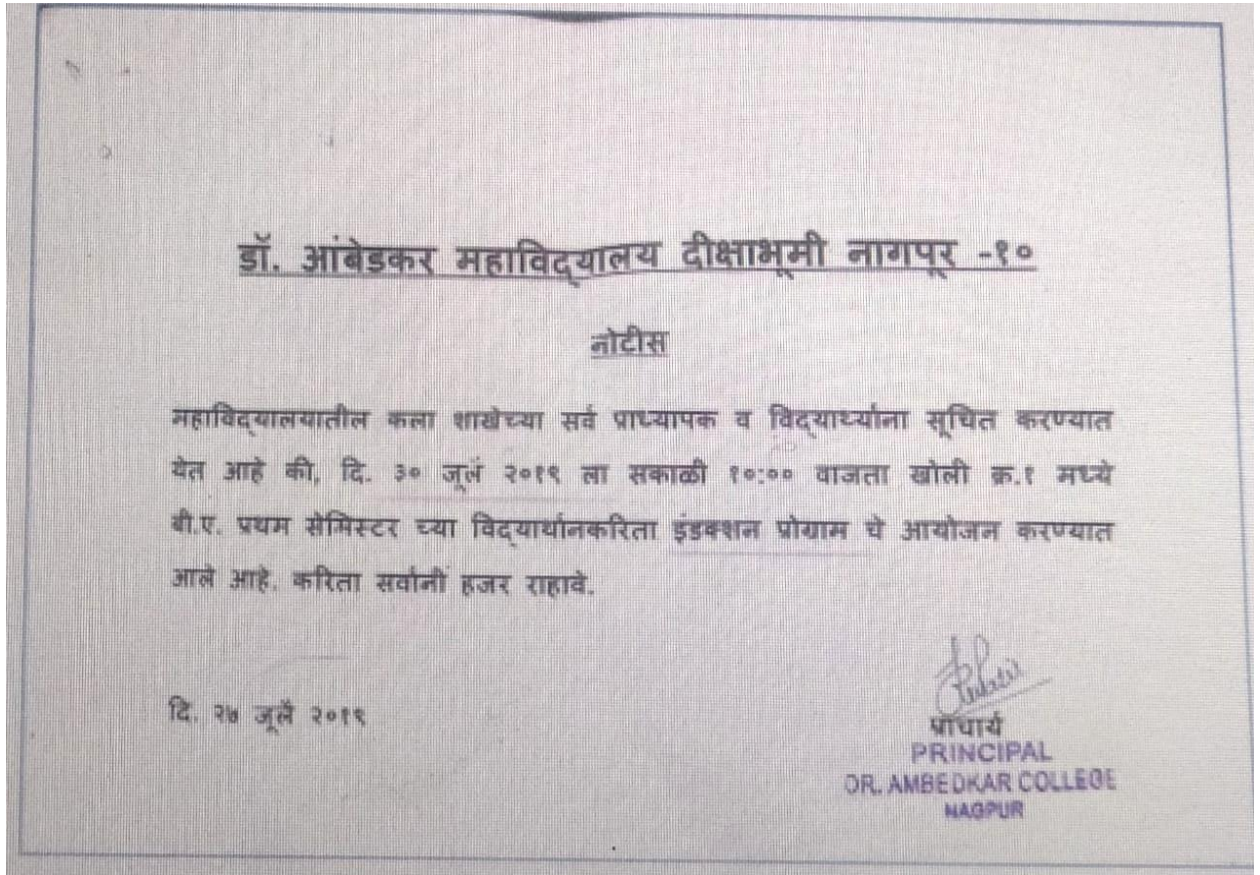 डॉ. आंबेडकर महाविद्यालय दीक्षाभूमी नागपूर -१०
नोटीस
महाविद्यालयातील कला शाखेच्या सर्व प्राध्यापक व विद्यार्थ्यांना सूचित करण्यात
येत आहे की, दि. ३० जूलै २०१९ ला सकाळी १०:०० वाजता खोली क्र.१ मध्ये
बी.ए. प्रथम सेमिस्टर च्या विद्यार्थानकरिता इंडक्शन प्रोग्राम चे आयोजन करण्यात
आले आहे. करिता सर्वांनी हजर राहावे.
दि. २७ जूलै २०१९
प्राचार्य
PRINCIPAL
DR. AMBEDKAR COLLEGE
NAGPUR